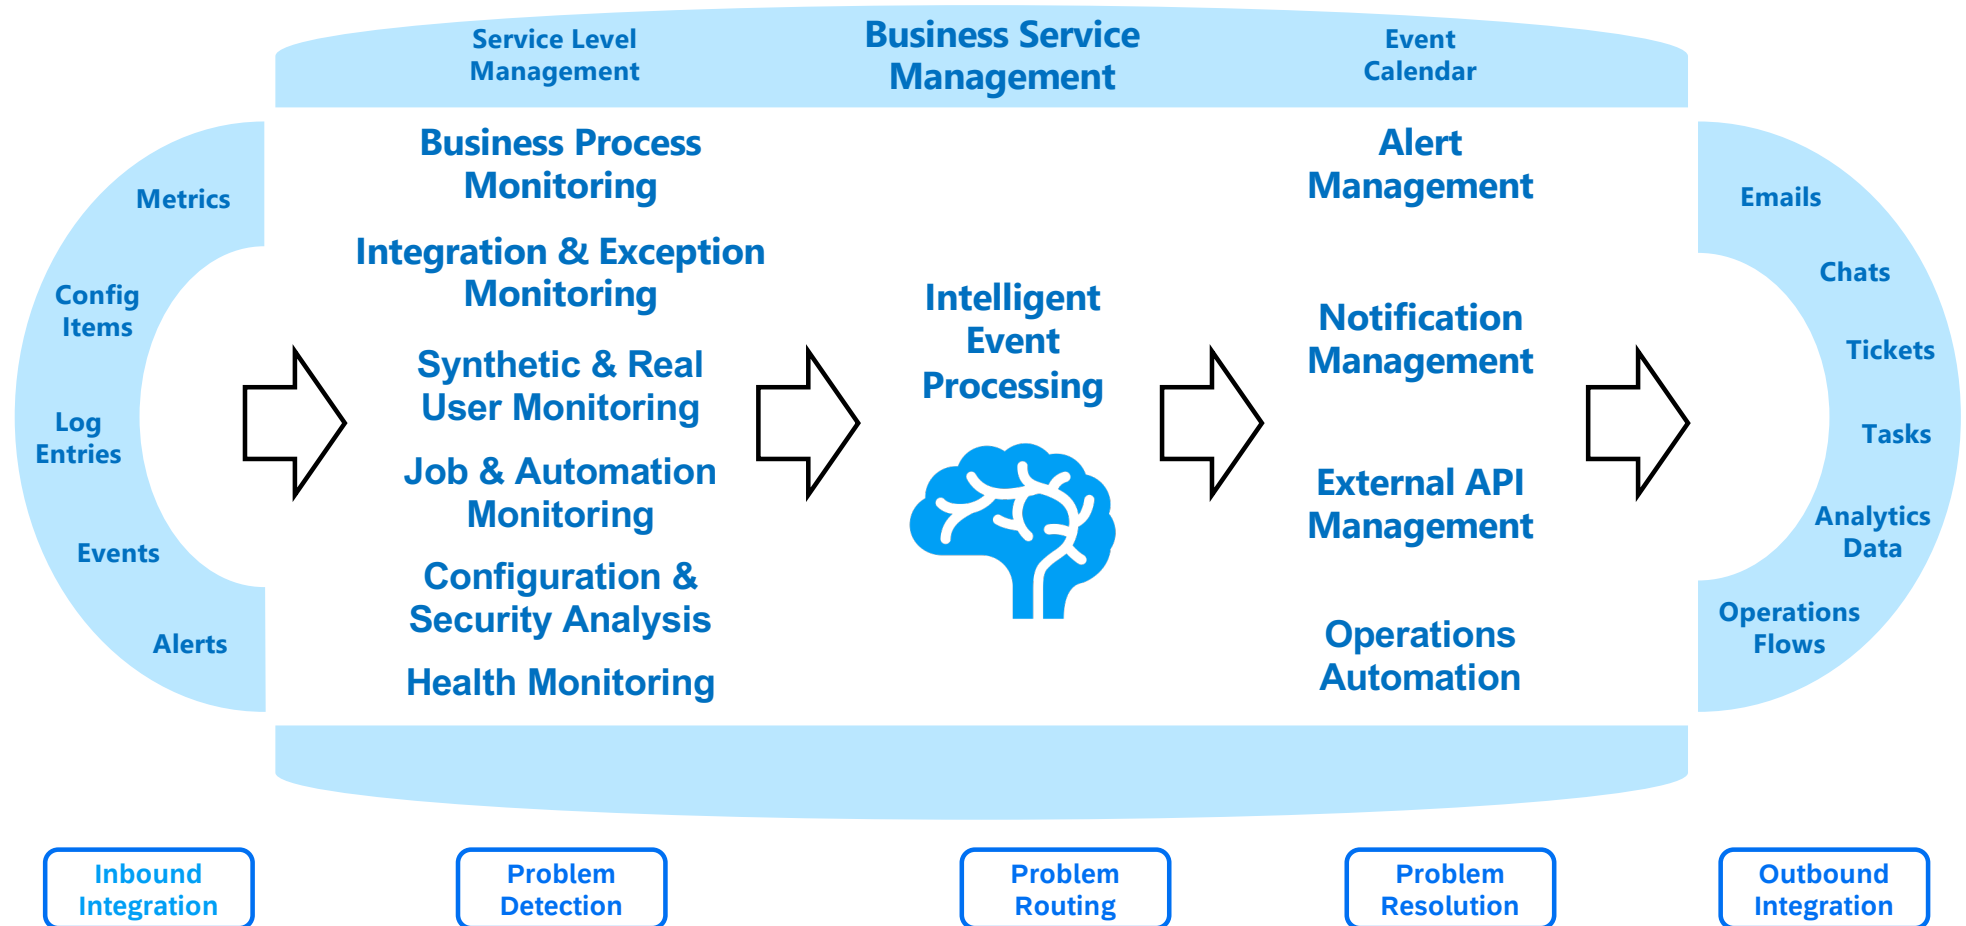 Service Level
Management
Business Service
Management
Event
Calendar
Metrics
Config
Items
Log
Entries
Events
Alerts
Business Process
Monitoring
Integration & Exception
Monitoring
Synthetic & Real
User Monitoring
Job & Automation
Monitoring
Configuration &
Security Analysis
Health Monitoring
Intelligent
Event
Processing
Alert
Management
Notification
Management
External API
Management
Operations
Automation
Emails
Chats
Tickets
Tasks
Analytics
Data
Operations
Flows
Inbound
Integration
Problem
Detection
Problem
Routing
Problem
Resolution
Outbound
Integration